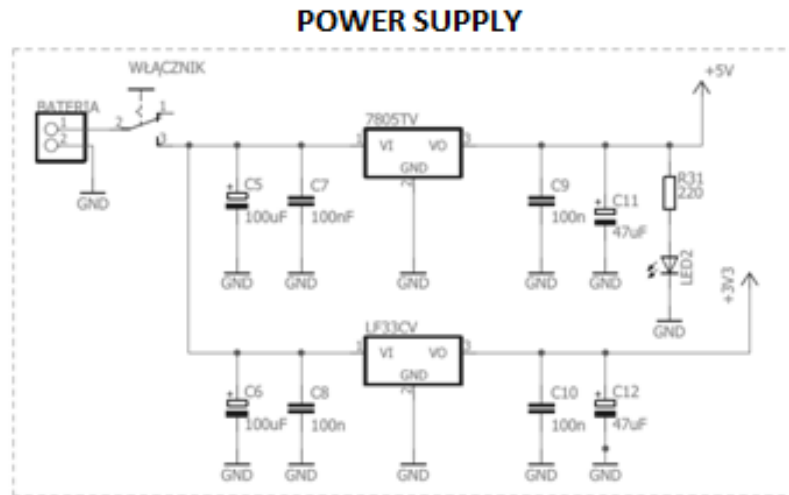 POWER SUPPLY
WŁĄCZNIK
BATERIA
1
2
2
1
3
GND
+5V
7805TV
1
VI
VO
3
GND
2
C5
100uF
C7
100nF
C9
100n
C11
47uF
R31
220
LED2
GND
GND
GND
GND
GND
GND
+3V3
LF33CV
1
VI
VO
3
GND
2
C6
100uF
C8
100n
C10
100n
C12
47uF
GND
GND
GND
GND
GND